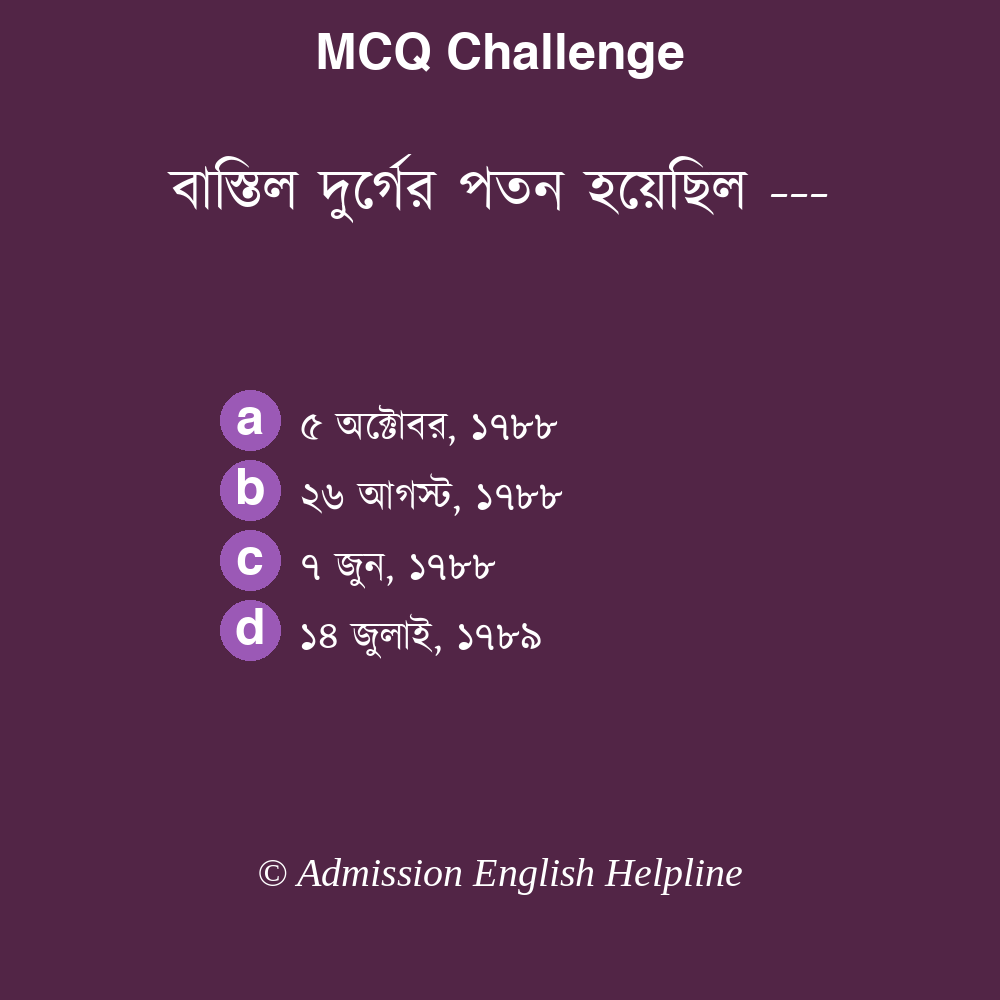 MCQ Challenge
বাস্তিল দুর্গের পতন হয়েছিল ---
a ৫ অক্টোবর, ১৭৮৮
b ২৬ আগস্ট, ১৭৮৮
c ৭ জুন, ১৭৮৮
d ১৪ জুলাই, ১৭৮৯
© Admission English Helpline